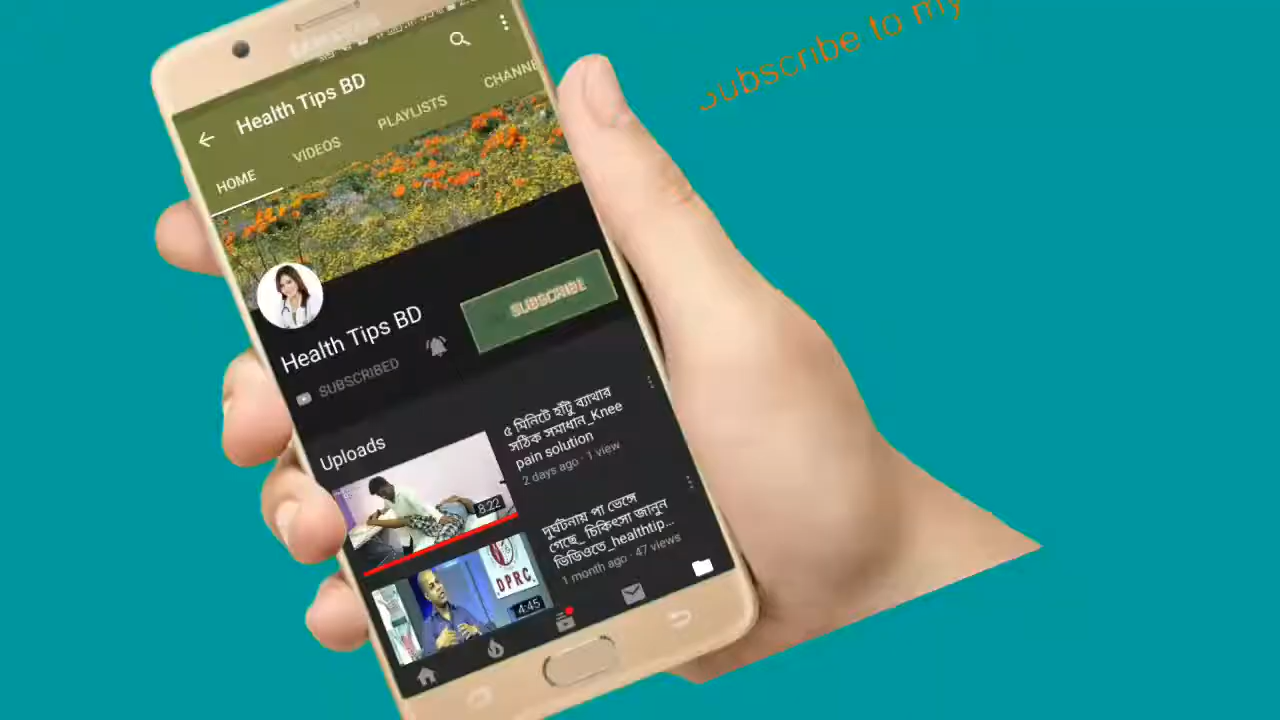 Subscribe to my
Health Tips BD
HOME
VIDEOS
PLAYLISTS
CHANNE
SUBSCRIBE
Health Tips BD
SUBSCRIBED
Uploads
৫ মিনিটে হাঁটু ব্যাথার
সঠিক সমাধান_Knee
pain solution
2 days ago · 1 view
8:22
দুর্ঘটনায় পা ভেঙ্গে
গেছে_ চিকিৎসা জানুন
ভিডিওতে_healthtip...
1 month ago · 47 views
DPRC
4:45